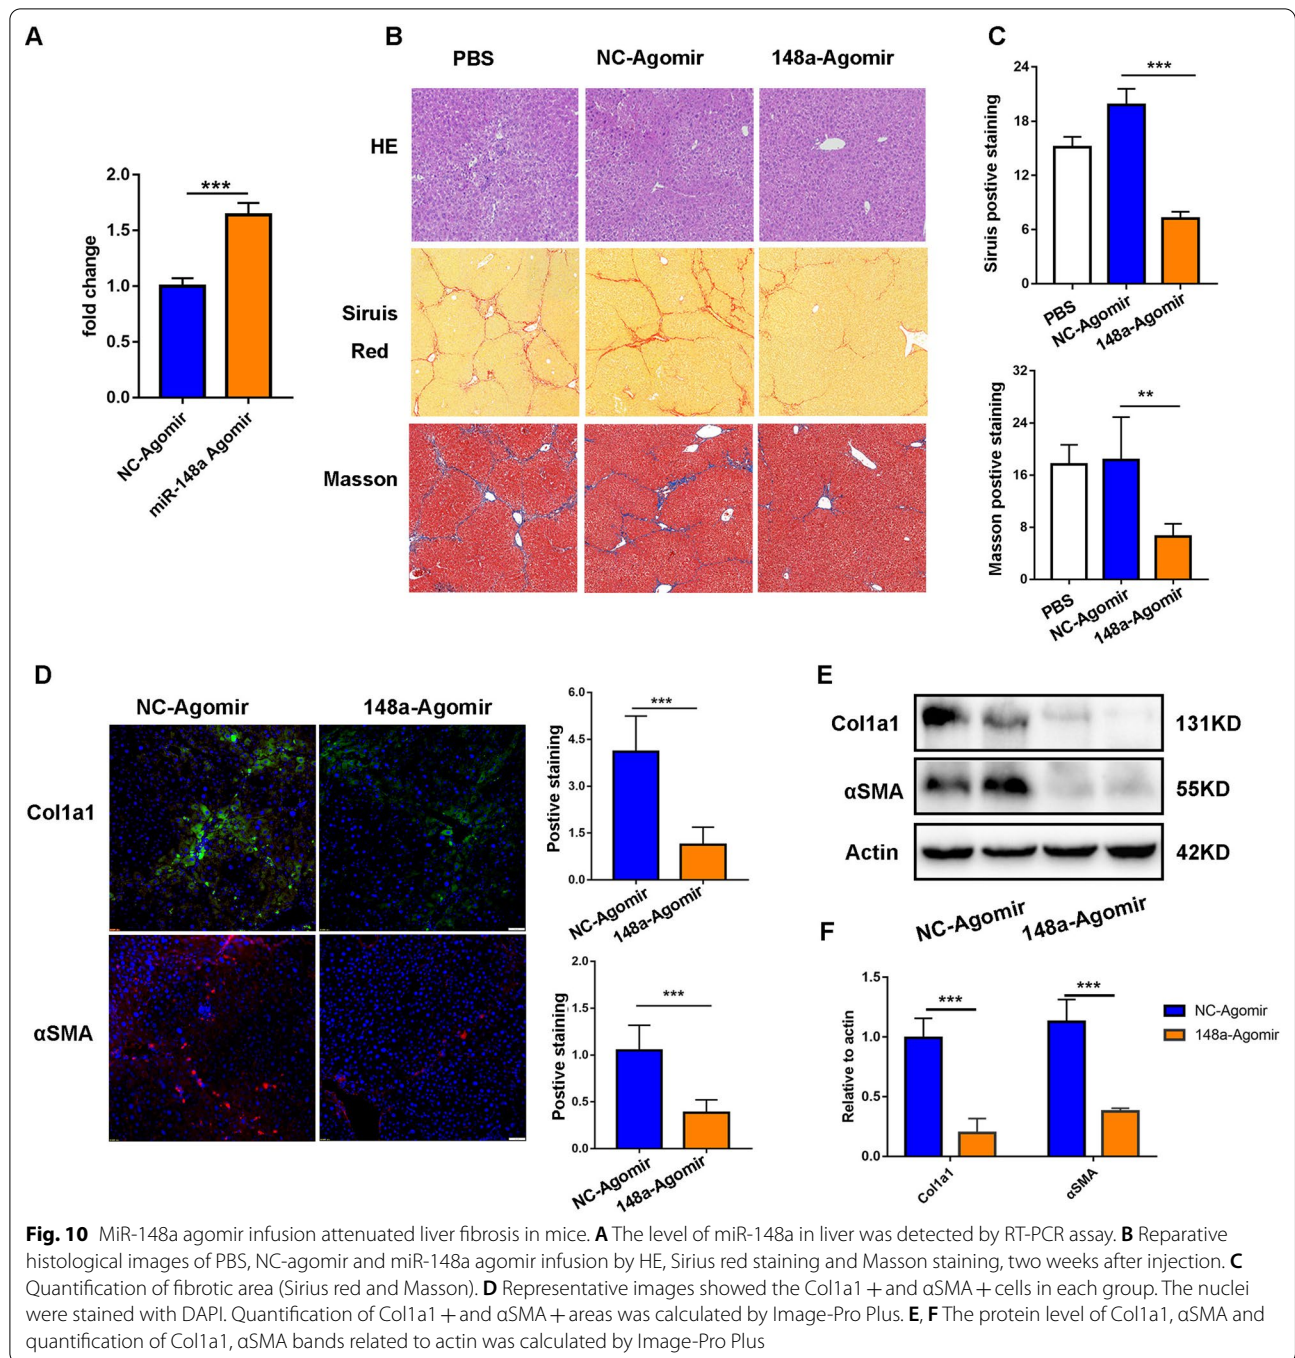 A
2.0
1.5
1.0
0.5
0.0
fold change
***
NC-Agomir
miR-148a Agomir
B
PBS
NC-Agomir
148a-Agomir
HE
Siruis
Red
Masson
C
24
18
12
6
0
Siruis postive staining
***
PBS
NC-Agomir
148a-Agomir
32
24
16
8
0
Masson postive staining
**
PBS
NC-Agomir
148a-Agomir
D
NC-Agomir
148a-Agomir
Col1a1
αSMA
6.0
4.5
3.0
1.5
0.0
Postive staining
***
NC-Agomir
148a-Agomir
2.0
1.5
1.0
0.5
0.0
Postive staining
***
NC-Agomir
148a-Agomir
E
Col1a1
131KD
αSMA
55KD
Actin
42KD
NC-Agomir
148a-Agomir
F
1.5
1.0
0.5
0.0
Relative to actin
***
***
Col1a1
αSMA
NC-Agomir
148a-Agomir
Fig. 10 MiR-148a agomir infusion attenuated liver fibrosis in mice. A The level of miR-148a in liver was detected by RT-PCR assay. B Reparative
histological images of PBS, NC-agomir and miR-148a agomir infusion by HE, Sirius red staining and Masson staining, two weeks after injection. C
Quantification of fibrotic area (Sirius red and Masson). D Representative images showed the Col1a1 + and αSMA + cells in each group. The nuclei
were stained with DAPI. Quantification of Col1a1 + and αSMA + areas was calculated by Image-Pro Plus. E, F The protein level of Col1a1, αSMA and
quantification of Col1a1, αSMA bands related to actin was calculated by Image-Pro Plus